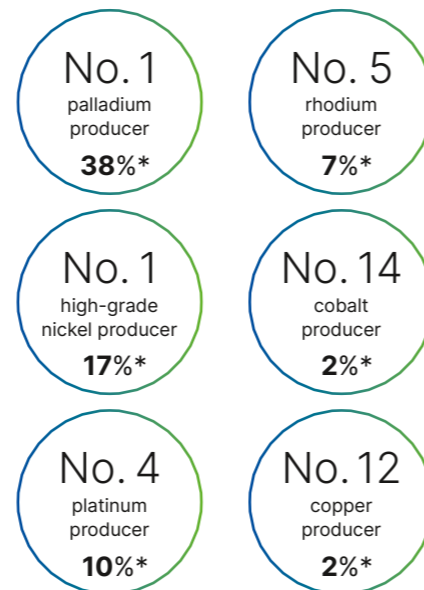 No. 1
palladium
producer
38%*
No. 5
rhodium
producer
7%*
No. 1
high-grade
nickel producer
17%*
No. 14
cobalt
producer
2%*
No. 4
platinum
producer
10%*
No. 12
copper
producer
2%*